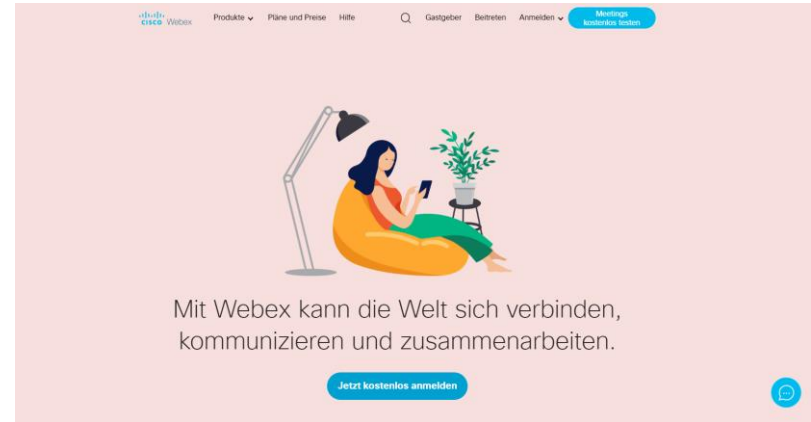 CISCO Webex
Produkte
Pläne und Preise
Hilfe
Gastgeber
Beitreten
Anmelden
Meetings
kostenlos testen
Mit Webex kann die Welt sich verbinden,
kommunizieren und zusammenarbeiten.
Jetzt kostenlos anmelden